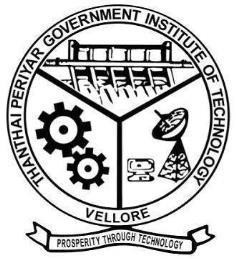 THANTHAI PERIYAR GOVERNMENT INSTITUTE OF TECHNOLOGY
VELLORE
PROSPERITY THROUGH TECHNOLOGY